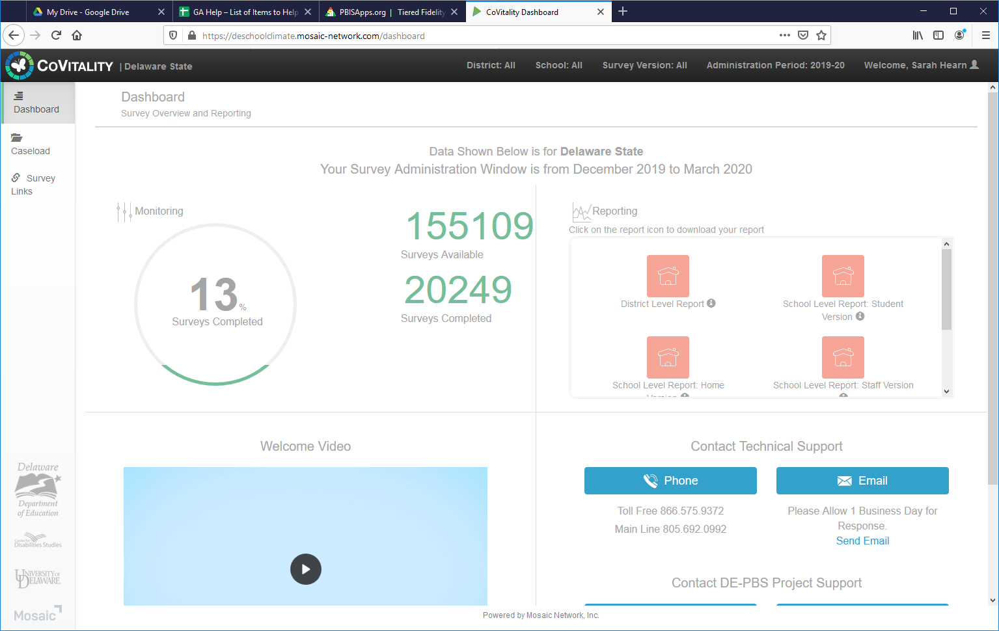 My Drive - Google Drive
GA Help – List of Items to Help
PBISApps.org | Tiered Fidelity
CoVitality Dashboard
https://deschoolclimate.mosaic-network.com/dashboard
COVITALITY | Delaware State
District: All
School: All
Survey Version: All
Administration Period: 2019-20
Welcome, Sarah Hearn
Dashboard
Caseload
Survey
Links
Dashboard
Survey Overview and Reporting
Data Shown Below is for Delaware State
Your Survey Administration Window is from December 2019 to March 2020
Monitoring
13%
Surveys Completed
155109
Surveys Available
20249
Surveys Completed
Reporting
Click on the report icon to download your report
District Level Report
School Level Report: Student
Version
School Level Report: Home
Version
School Level Report: Staff Version
Welcome Video
Contact Technical Support
Phone
Toll Free 866.575.9372
Main Line 805.692.0992
Email
Please Allow 1 Business Day for
Response.
Send Email
Contact DE-PBS Project Support
Delaware
Department
of Education
Center for
Disabilities Studies
UNIVERSITY OF
DELAWARE
Mosaic
Powered by Mosaic Network, Inc.